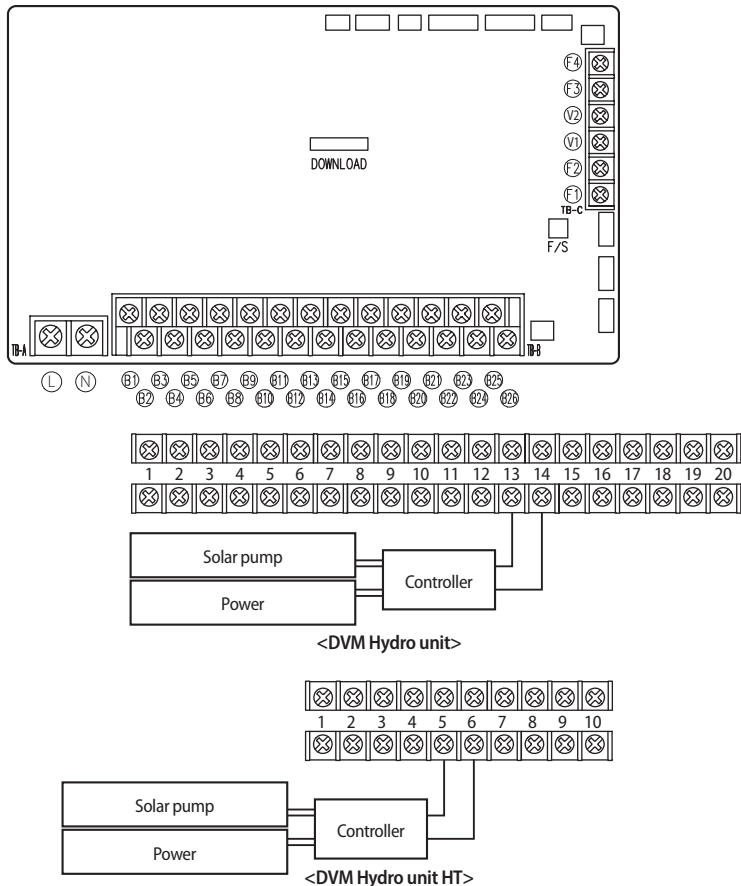 F4
F3
V2
V1
DOWNLOAD
F2
F1
TB-C
F/S
TB-A
TB-B
L N B1 B3 B5 B7 B9 B11 B13 B15 B17 B19 B21 B23 B25
B2 B4 B6 B8 B10 B12 B14 B16 B18 B20 B22 B24 B26
1 2 3 4 5 6 7 8 9 10 11 12 13 14 15 16 17 18 19 20
Solar pump
Controller
Power
<DVM Hydro unit>
1 2 3 4 5 6 7 8 9 10
Solar pump
Controller
Power
<DVM Hydro unit HT>